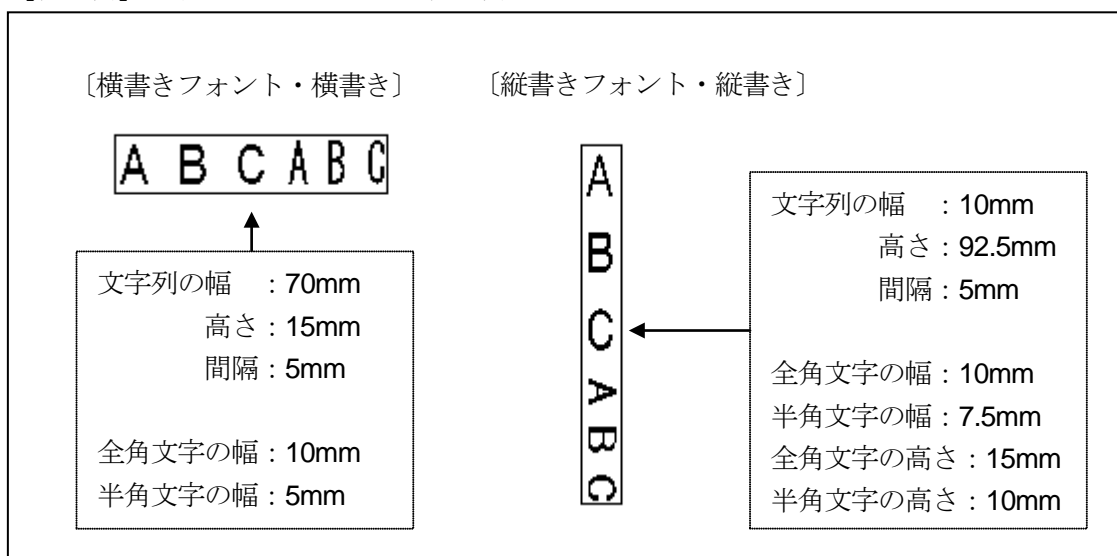 〔横書きフォント・横書き〕
ABCABC
文字列の幅 :70mm
高さ:15mm
間隔:5mm
全角文字の幅:10mm
半角文字の幅:5mm
〔縦書きフォント・縦書き〕
A
B
C
A
B
C
文字列の幅 :10mm
高さ:92.5mm
間隔:5mm
全角文字の幅:10mm
半角文字の幅:7.5mm
全角文字の高さ:15mm
半角文字の高さ:10mm